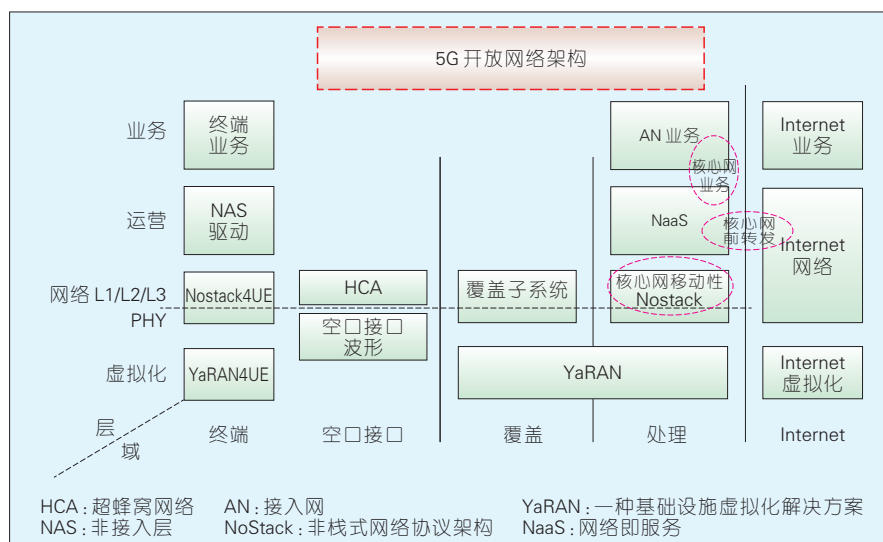 5G 开放网络架构
业务
终端
业务
AN 业务
核心网
业务
Internet
业务
运营
NAS
驱动
NaaS
核心网
前转发
Internet
网络
网络 L1/L2/L3
PHY
Nostack4UE
HCA
空口接口
波形
覆盖子系统
核心网移动性
Nostack
虚拟化
YaRAN4UE
YaRAN
Internet
虚拟化
层
域
终端
空口接口
覆盖
处理
Internet
HCA：超蜂窝网络 AN：接入网 YaRAN：一种基础设施虚拟化解决方案
NAS：非接入层 NoStack：非栈式网络协议架构 NaaS：网络即服务